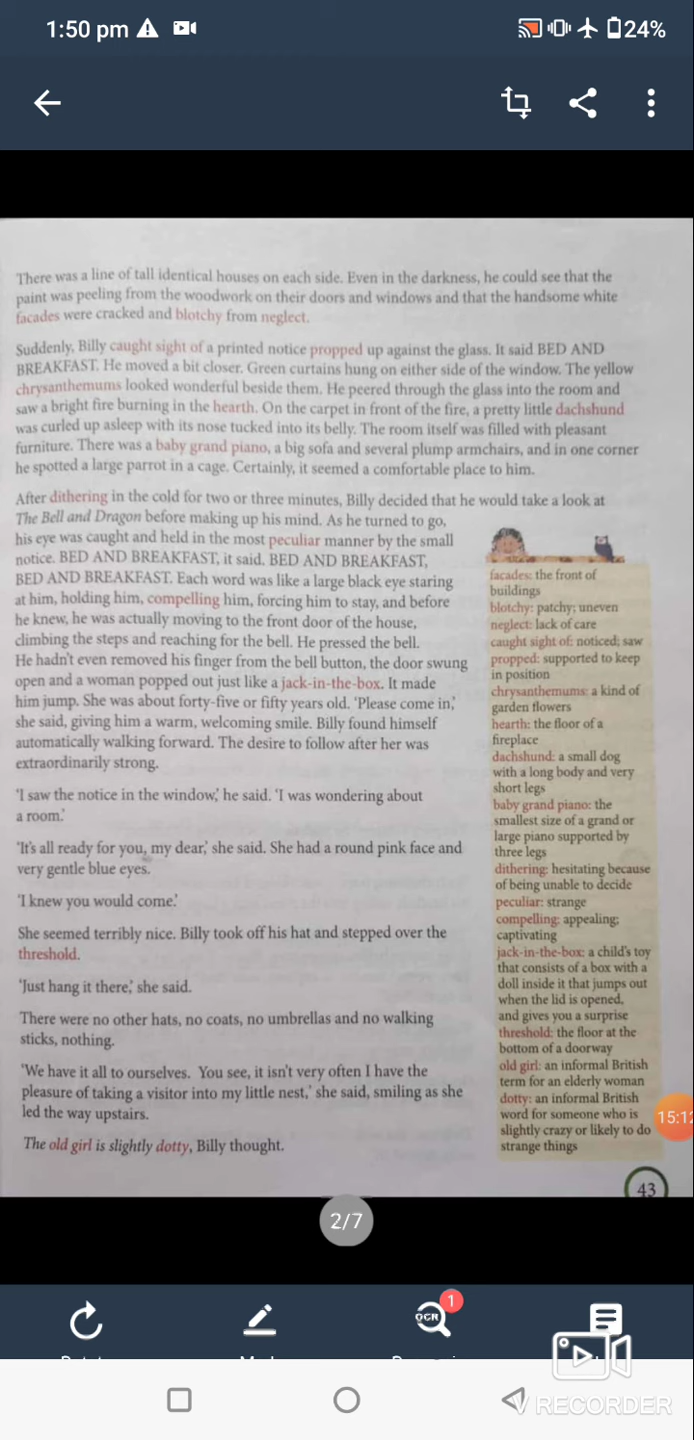 1:50 pm
24%
There was a line of tall identical houses on each side. Even in the darkness, he could see that the
paint was peeling from the woodwork on their doors and windows and that the handsome white
facades were cracked and blotchy from neglect.
Suddenly, Billy caught sight of a printed notice propped up against the glass. It said BED AND
BREAKFAST. He moved a bit closer. Green curtains hung on either side of the window. The yellow
chrysanthemums looked wonderful beside them. He peered through the glass into the room and
saw a bright fire burning in the hearth. On the carpet in front of the fire, a pretty little dachshund
was curled up asleep with its nose tucked into its belly. The room itself was filled with pleasant
furniture. There was a baby grand piano, a big sofa and several plump armchairs, and in one corner
he spotted a large parrot in a cage. Certainly, it seemed a comfortable place to him.
After dithering in the cold for two or three minutes, Billy decided that he would take a look at
The Bell and Dragon before making up his mind. As he turned to go,
his eye was caught and held in the most peculiar manner by the small
notice. BED AND BREAKFAST, it said. BED AND BREAKFAST,
BED AND BREAKFAST. Each word was like a large black eye staring
at him, holding him, compelling him, forcing him to stay, and before
he knew, he was actually moving to the front door of the house,
climbing the steps and reaching for the bell. He pressed the bell.
He hadn't even removed his finger from the bell button, the door swung
open and a woman popped out just like a jack-in-the-box. It made
him jump. She was about forty-five or fifty years old. 'Please come in,'
she said, giving him a warm, welcoming smile. Billy found himself
automatically walking forward. The desire to follow after her was
extraordinarily strong.
'I saw the notice in the window,' he said. 'I was wondering about
a room.'
'It's all ready for you, my dear,' she said. She had a round pink face and
very gentle blue eyes.
'I knew you would come.'
She seemed terribly nice. Billy took off his hat and stepped over the
threshold.
'Just hang it there,' she said.
There were no other hats, no coats, no umbrellas and no walking
sticks, nothing.
'We have it all to ourselves. You see, it isn't very often I have the
pleasure of taking a visitor into my little nest,' she said, smiling as she
led the way upstairs.
The old girl is slightly dotty, Billy thought.
facades: the front of
buildings
blotchy: patchy; uneven
neglect: lack of care
caught sight of: noticed; saw
propped: supported to keep
in position
chrysanthemums: a kind of
garden flowers
hearth: the floor of a
fireplace
dachshund: a small dog
with a long body and very
short legs
baby grand piano: the
smallest size of a grand or
large piano supported by
three legs
dithering: hesitating because
of being unable to decide
peculiar: strange
compelling: appealing;
captivating
jack-in-the-box: a child's toy
that consists of a box with a
doll inside it that jumps out
when the lid is opened,
and gives you a surprise
threshold: the floor at the
bottom of a doorway
old girl: an informal British
term for an elderly woman
dotty: an informal British
word for someone who is
slightly crazy or likely to do
strange things
15:12
43
2/7
OCR
1
V RECORDER